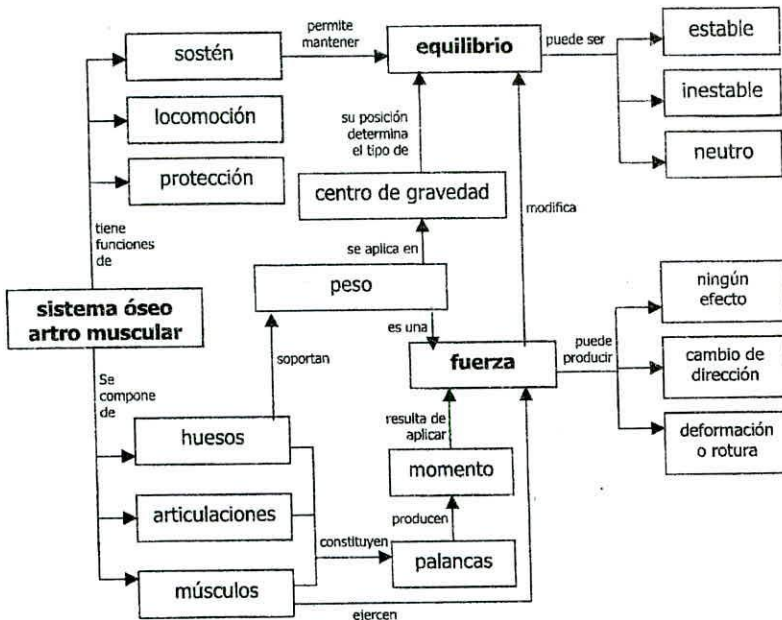 permite
mantener
sostén
equilibrio
puede ser
estable
inestable
neutro
locomoción
protección
su posición
determina
el tipo de
centro de gravedad
modifica
tiene
funciones
de
se aplica en
peso
sistema óseo
artro muscular
es una
soportan
fuerza
puede
producir
ningún
efecto
cambio de
dirección
deformación
o rotura
Se
compone
de
huesos
resulta de
aplicar
momento
articulaciones
producen
constituyen
palancas
músculos
ejercen